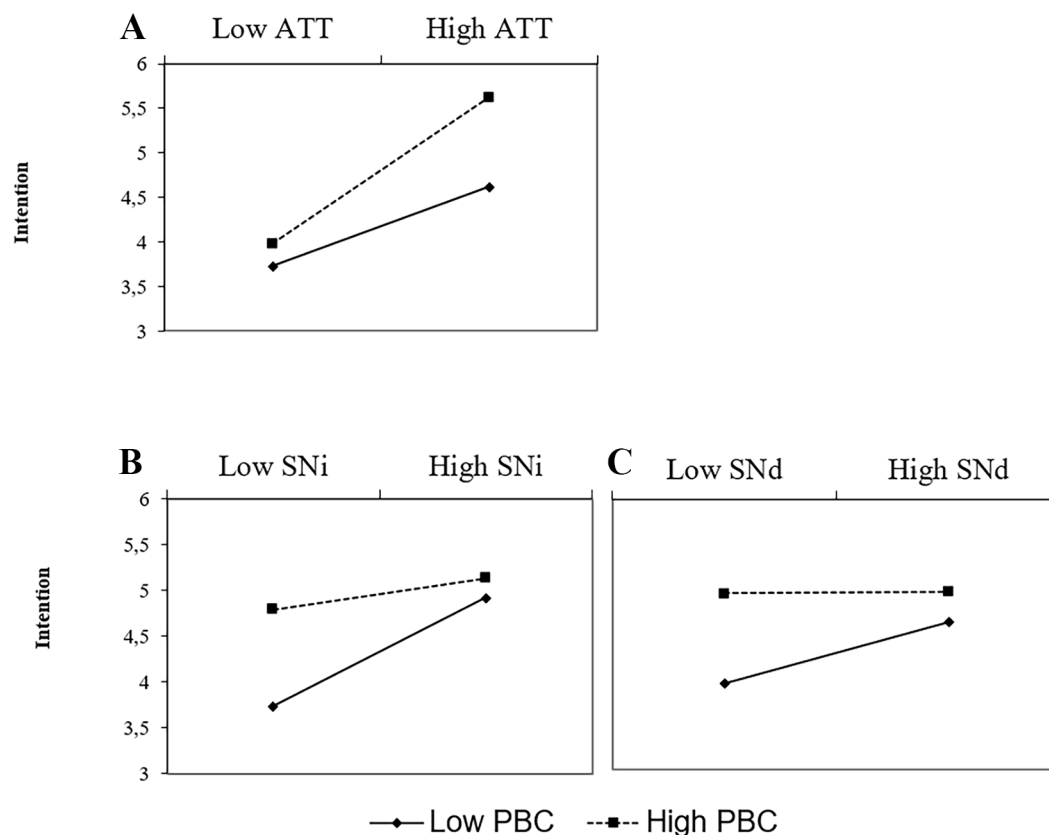 A
Low ATT High ATT
6
5,5
5
4,5
4
3,5
3
Intention
B
Low SNi High SNi
6
5,5
5
4,5
4
3,5
3
Intention
C
Low SNd High SNd
Low PBC High PBC